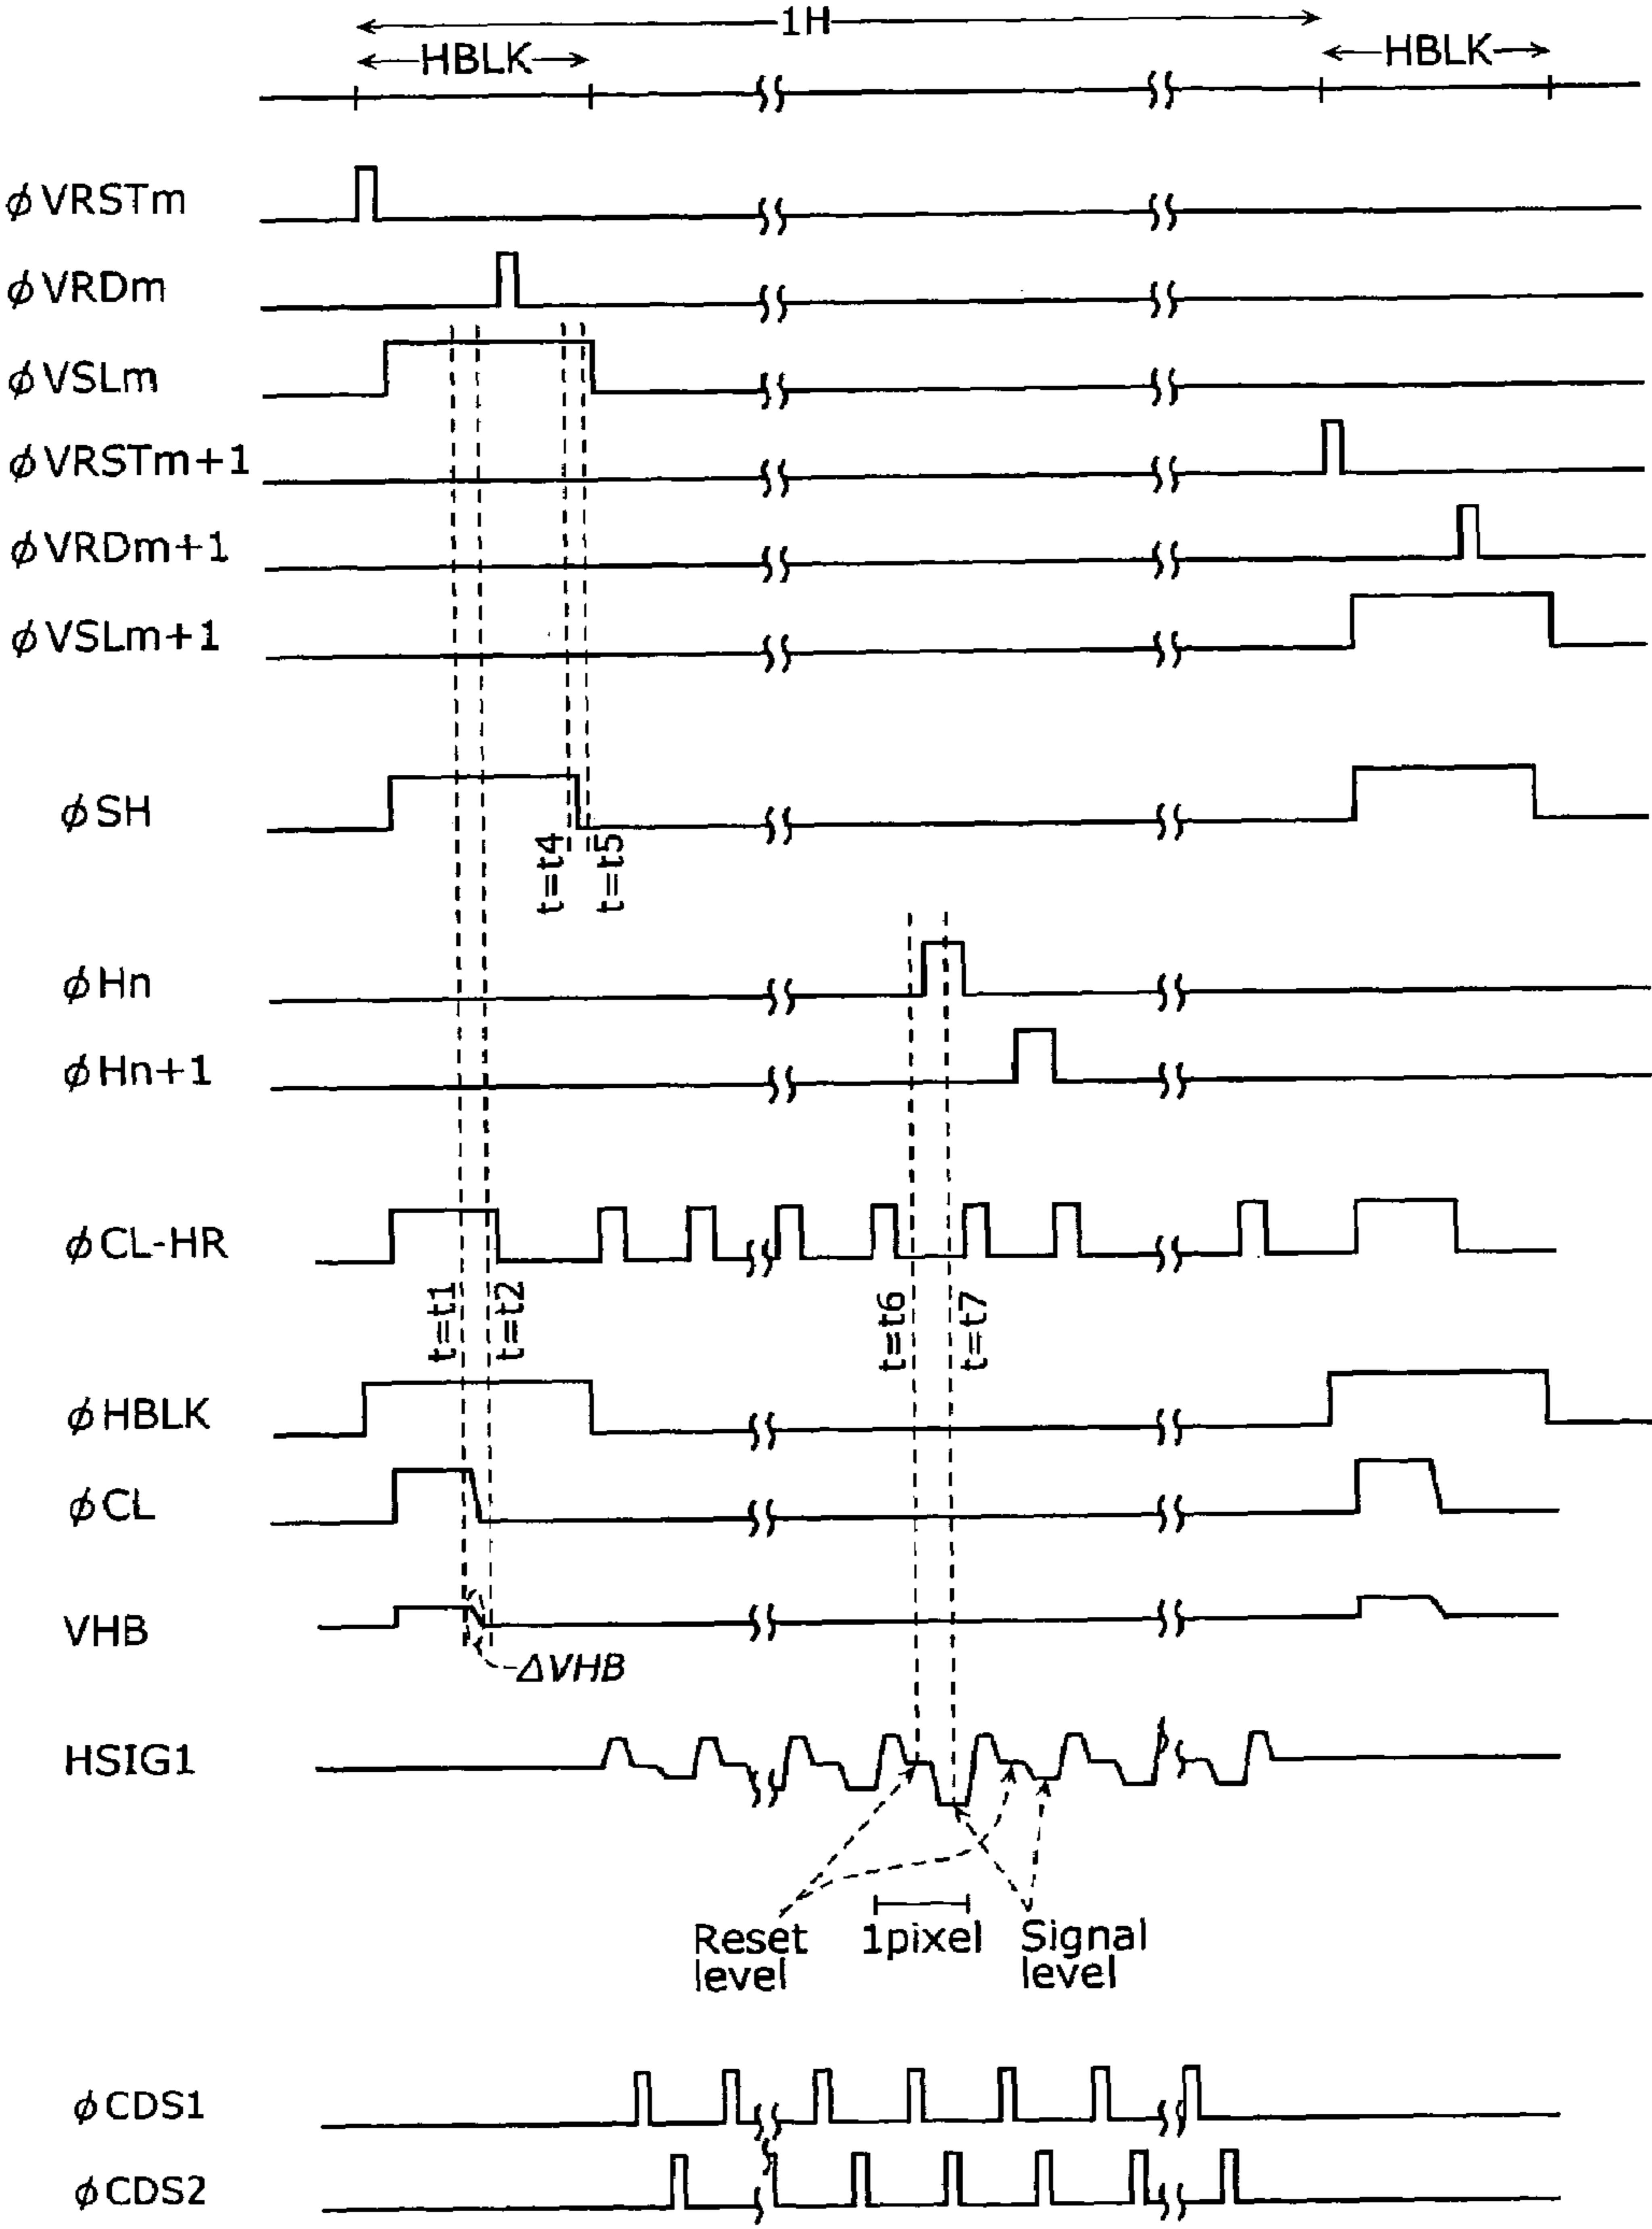 1H
HBLK
HBLK
ϕVRSTm
ϕVRDm
ϕVSLm
ϕVRSTm+1
ϕVRDm+1
ϕVSLm+1
ϕSH
t=t4
t=t5
ϕHn
ϕHn+1
ϕCL-HR
t=t1
t=t2
t=t6
t=t7
ϕHBLK
ϕCL
VHB
ΔVHB
HSIG1
Reset
level
1pixel
Signal
level
ϕCDS1
ϕCDS2